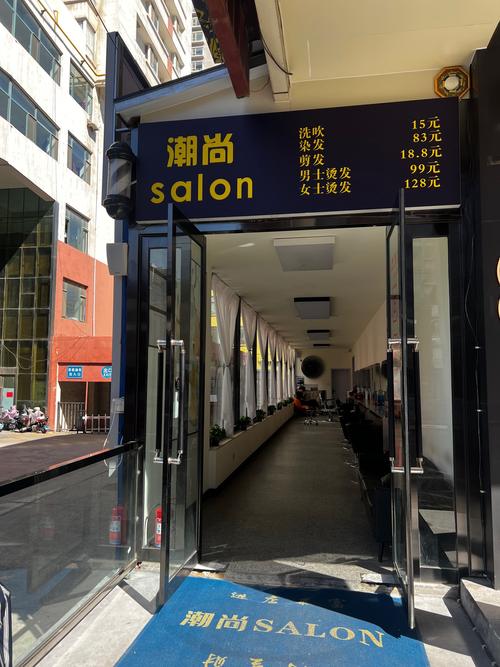 潮尚
salon
洗吹 15元
染发 83元
剪发 18.8元
男士烫发 99元
女士烫发 128元
潮尚SALON
财